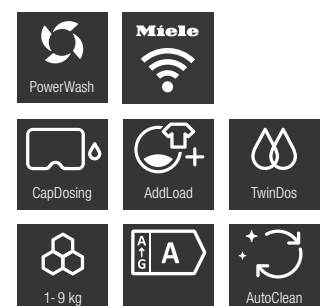 PowerWash
Miele
CapDosing
AddLoad
TwinDos
1- 9 kg
A
G
A
AutoClean